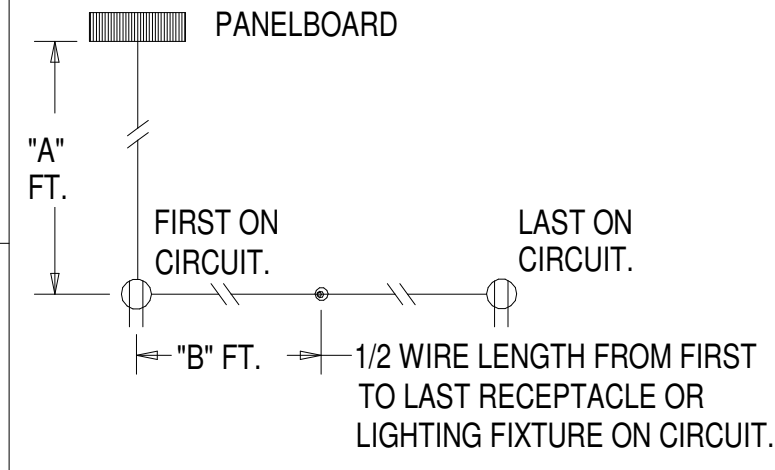 PANELBOARD
"A"
FT.
FIRST ON
CIRCUIT.
LAST ON
CIRCUIT.
"B" FT.
1/2 WIRE LENGTH FROM FIRST
TO LAST RECEPTACLE OR
LIGHTING FIXTURE ON CIRCUIT.